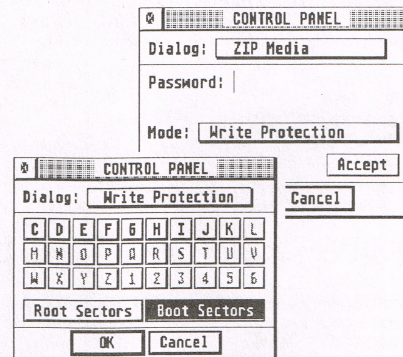 CONTROL PANEL
Dialog: ZIP Media
Password:
Mode: Write Protection
Accept
Cancel
CONTROL PANEL
Dialog: Write Protection
C D E F G H I J K L
M N O P Q R S T U V
W X Y Z 1 2 3 4 5 6
Root Sectors Boot Sectors
OK Cancel